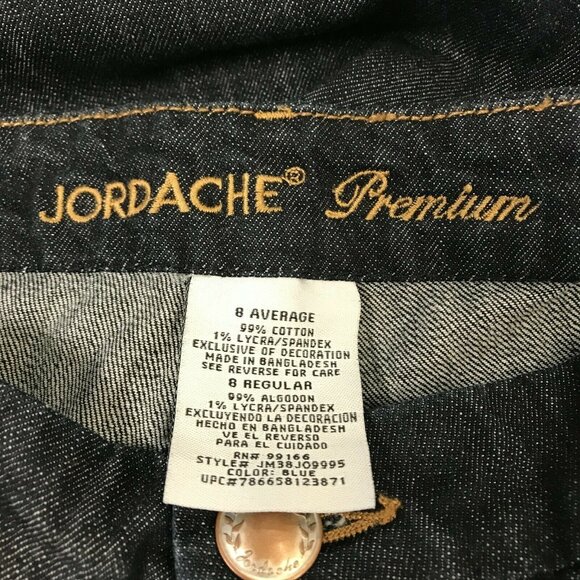 JORDACHE® Premium
8 AVERAGE
99% COTTON
1% LYCRA/SPANDEX
EXCLUSIVE OF DECORATION
MADE IN BANGLADESH
SEE REVERSE FOR CARE
8 REGULAR
99% ALGODON
1% LYCRA/SPANDEX
EXCLUYENDO LA DECORACION
HECHO EN BANGLADESH
VE EL REVERSO
PARA EL CUIDADO
RN# 99166
STYLE# JM38J09995
COLOR: BLUE
UPC#786658123871
Jordache